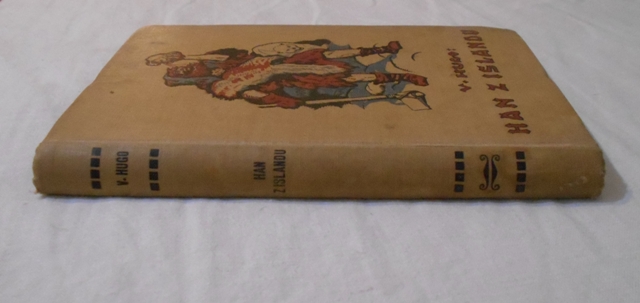 V. HUGO:
HAN Z ISLANDU
V. HUGO
HAN
Z ISLANDU